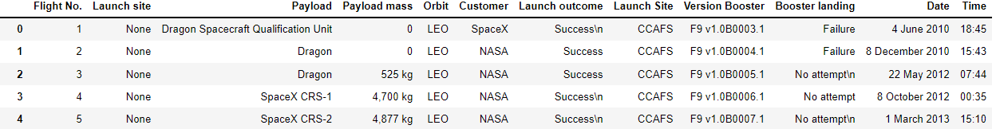 Flight No. Launch site Payload Payload mass Orbit Customer Launch outcome Launch Site Version Booster Booster landing Date Time
0 1 None Dragon Spacecraft Qualification Unit 0 LEO SpaceX Success\n CCAFS F9 v1.0B0003.1 Failure 4 June 2010 18:45
1 2 None Dragon 0 LEO NASA Success CCAFS F9 v1.0B0004.1 Failure 8 December 2010 15:43
2 3 None Dragon 525 kg LEO NASA Success CCAFS F9 v1.0B0005.1 No attempt\n 22 May 2012 07:44
3 4 None SpaceX CRS-1 4,700 kg LEO NASA Success\n CCAFS F9 v1.0B0006.1 No attempt 8 October 2012 00:35
4 5 None SpaceX CRS-2 4,877 kg LEO NASA Success\n CCAFS F9 v1.0B0007.1 No attempt\n 1 March 2013 15:10